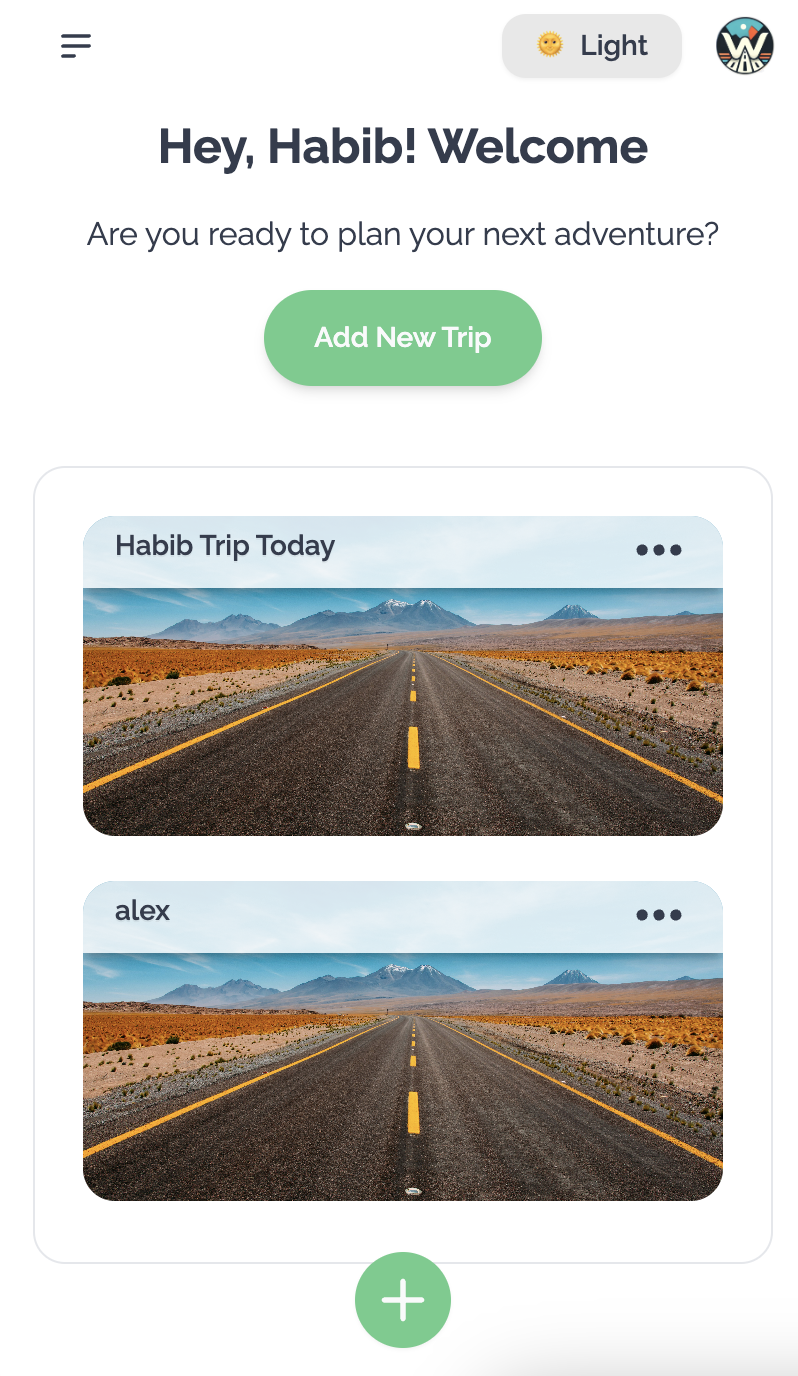 Light
W
Hey, Habib! Welcome
Are you ready to plan your next adventure?
Add New Trip
Habib Trip Today
alex